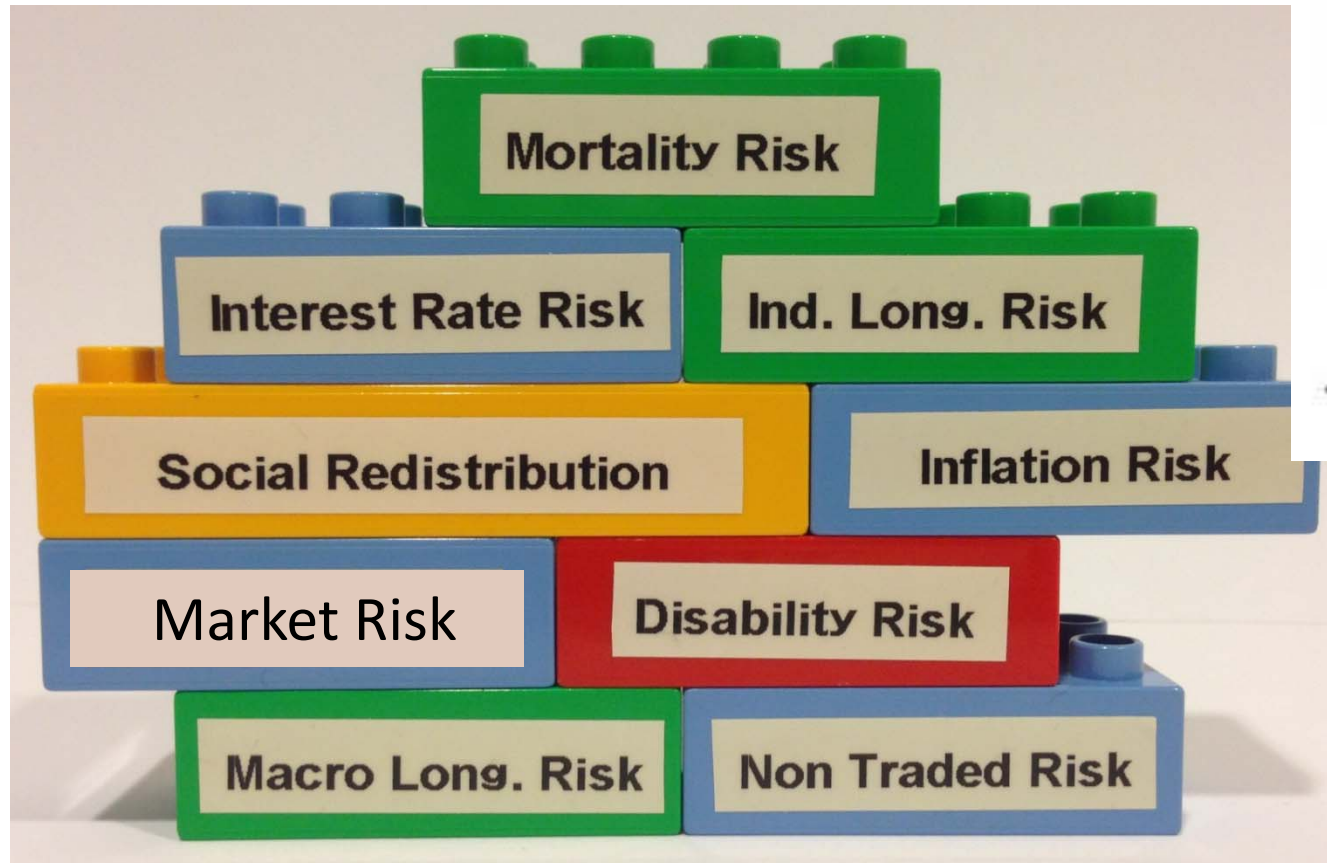 Mortality Risk
Interest Rate Risk
Ind. Long. Risk
Social Redistribution
Inflation Risk
Market Risk
Disability Risk
Macro Long. Risk
Non Traded Risk